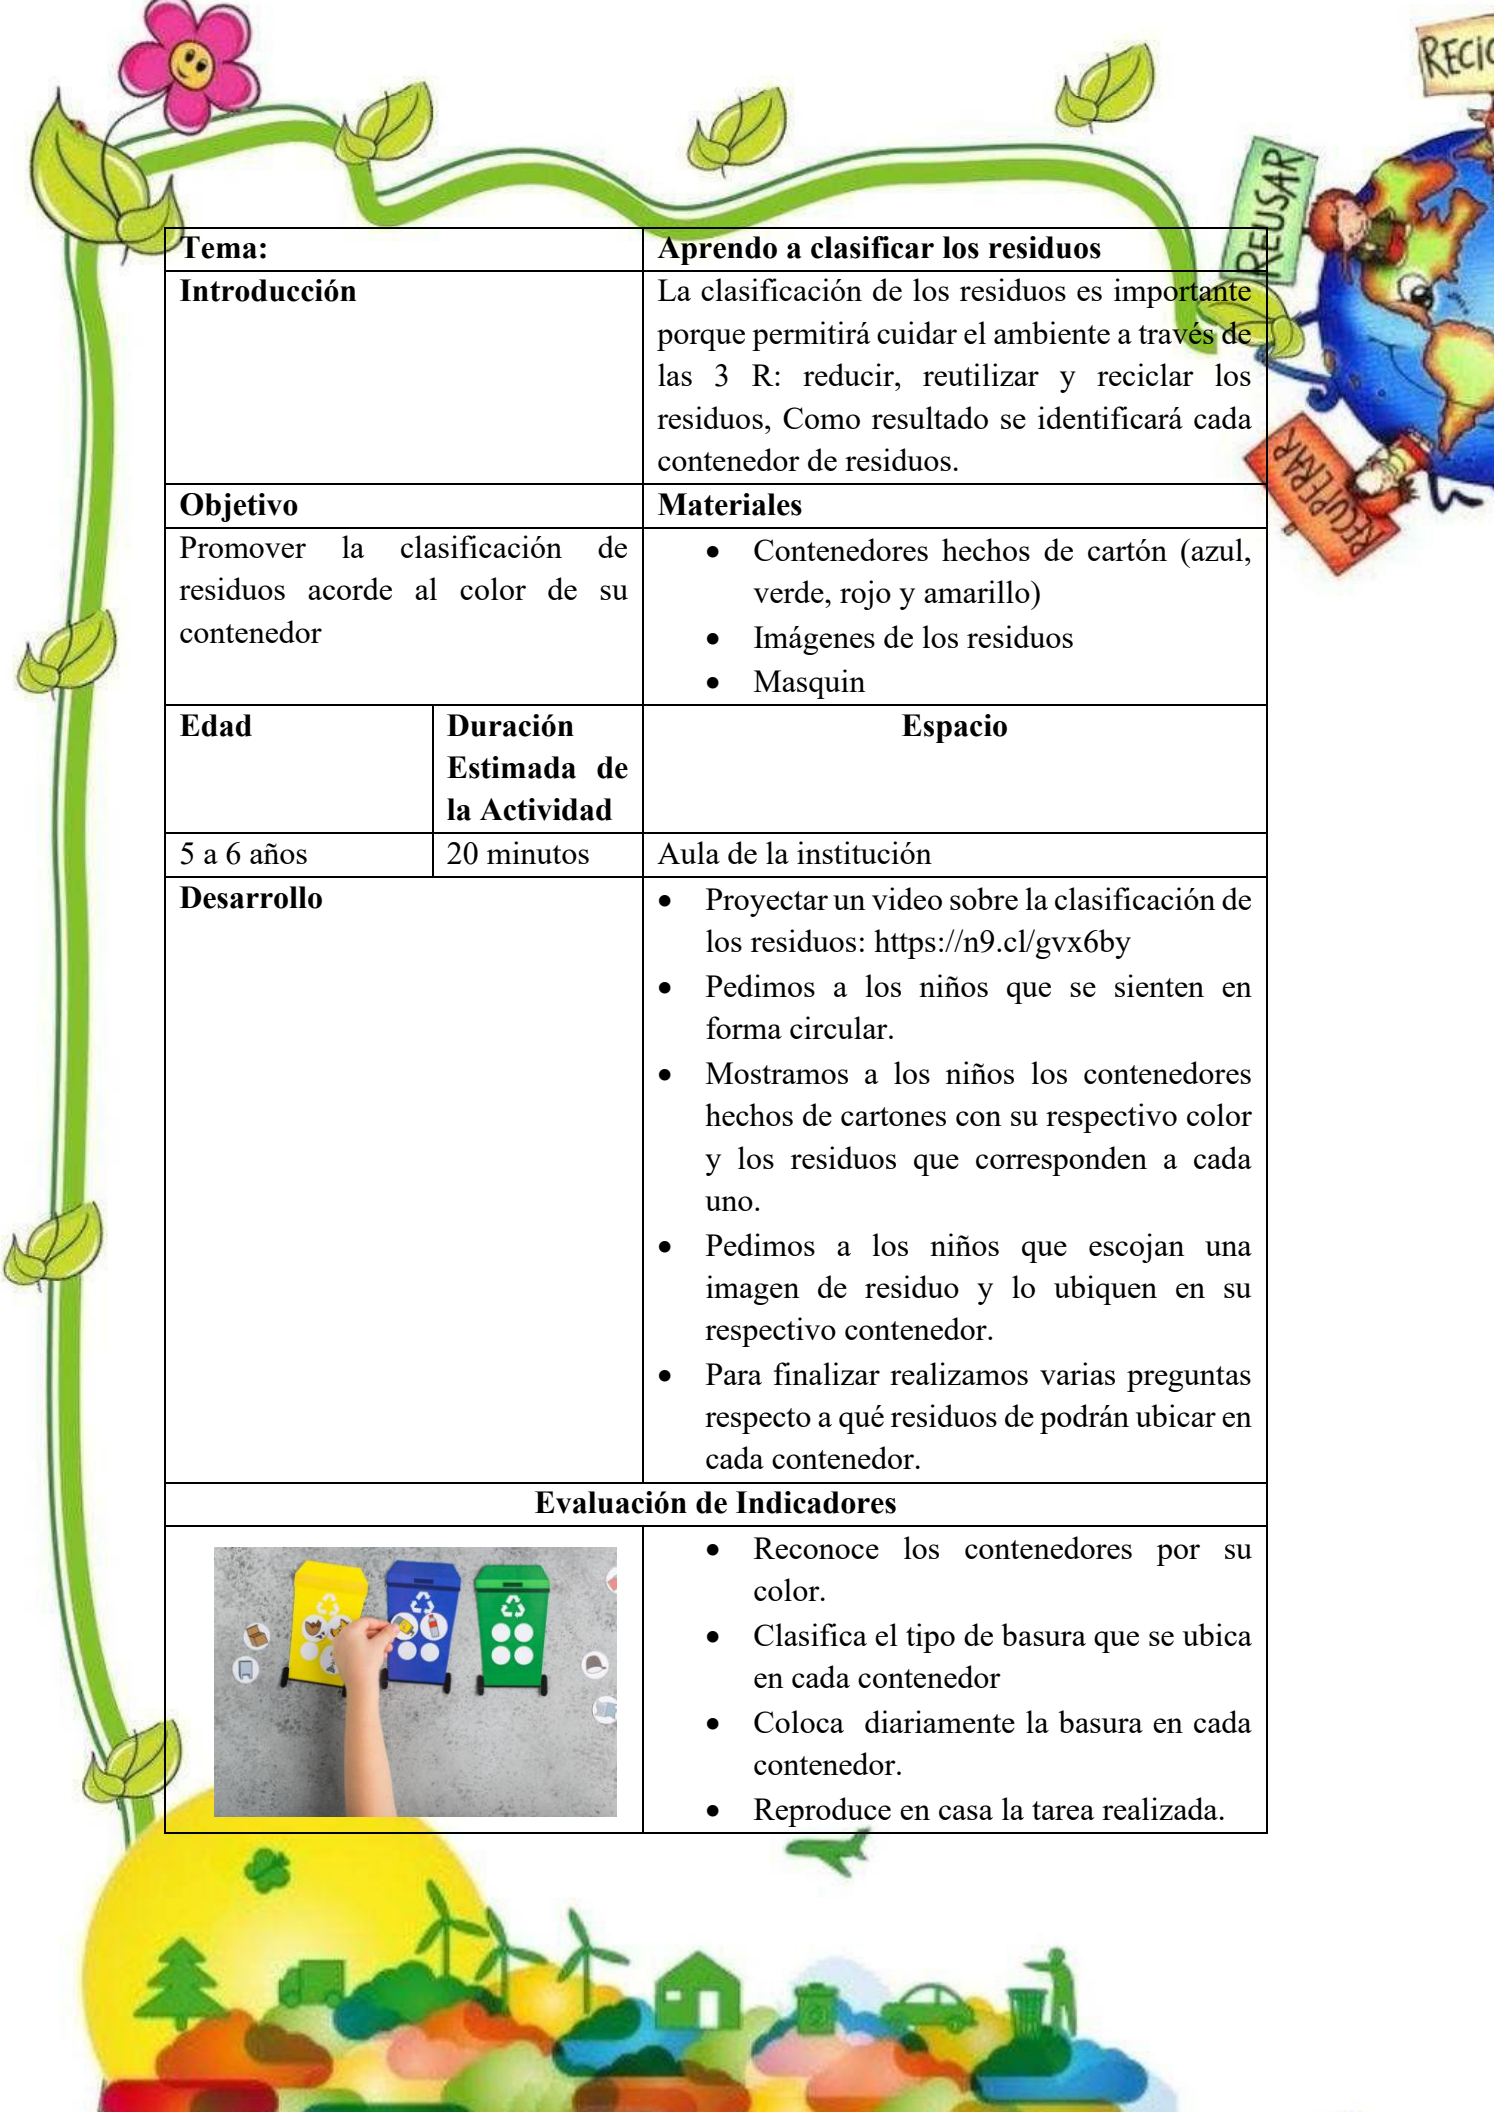 RECIC
REUSAR
RECUPERAR
Tema:
Aprendo a clasificar los residuos
Introducción
La clasificación de los residuos es importante
porque permitirá cuidar el ambiente a través de
las 3 R: reducir, reutilizar y reciclar los
residuos, Como resultado se identificará cada
contenedor de residuos.
Objetivo
Materiales
Promover la clasificación de
residuos acorde al color de su
contenedor
• Contenedores hechos de cartón (azul,
verde, rojo y amarillo)
• Imágenes de los residuos
• Masquin
Edad
Duración
Estimada de
la Actividad
Espacio
5 a 6 años
20 minutos
Aula de la institución
Desarrollo
• Proyectar un video sobre la clasificación de
los residuos: https://n9.cl/gvx6by
• Pedimos a los niños que se sienten en
forma circular.
• Mostramos a los niños los contenedores
hechos de cartones con su respectivo color
y los residuos que corresponden a cada
uno.
• Pedimos a los niños que escojan una
imagen de residuo y lo ubiquen en su
respectivo contenedor.
• Para finalizar realizamos varias preguntas
respecto a qué residuos de podrán ubicar en
cada contenedor.
Evaluación de Indicadores
• Reconoce los contenedores por su
color.
• Clasifica el tipo de basura que se ubica
en cada contenedor
• Coloca diariamente la basura en cada
contenedor.
• Reproduce en casa la tarea realizada.